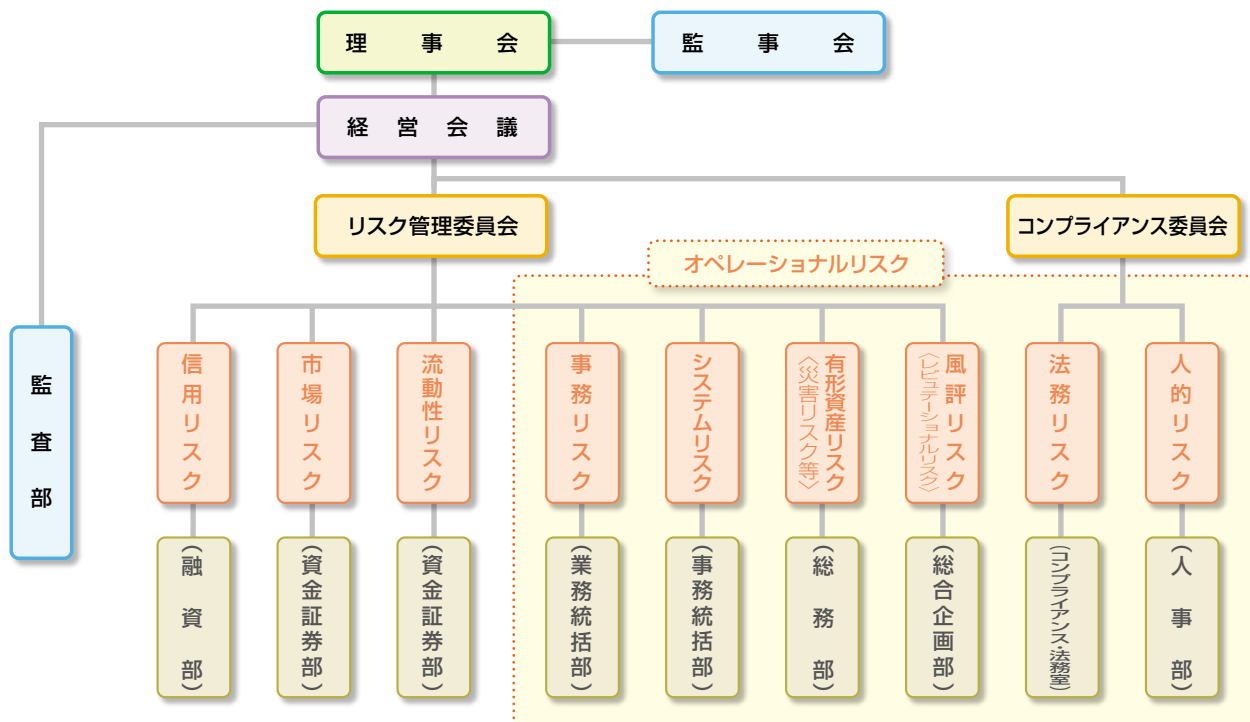 理事会
監事会
経営会議
リスク管理委員会
コンプライアンス委員会
オペレーショナルリスク
監査部
信用リスク
市場リスク
流動性リスク
事務リスク
システムリスク
有形資産リスク
〈災害リスク等〉
風評リスク
〈レピュテーショナルリスク〉
法務リスク
人的リスク
(融資部)
(資金証券部)
(資金証券部)
(業務統括部)
(事務統括部)
(総務部)
(総合企画部)
(コンプライアンス・法務室)
(人事部)